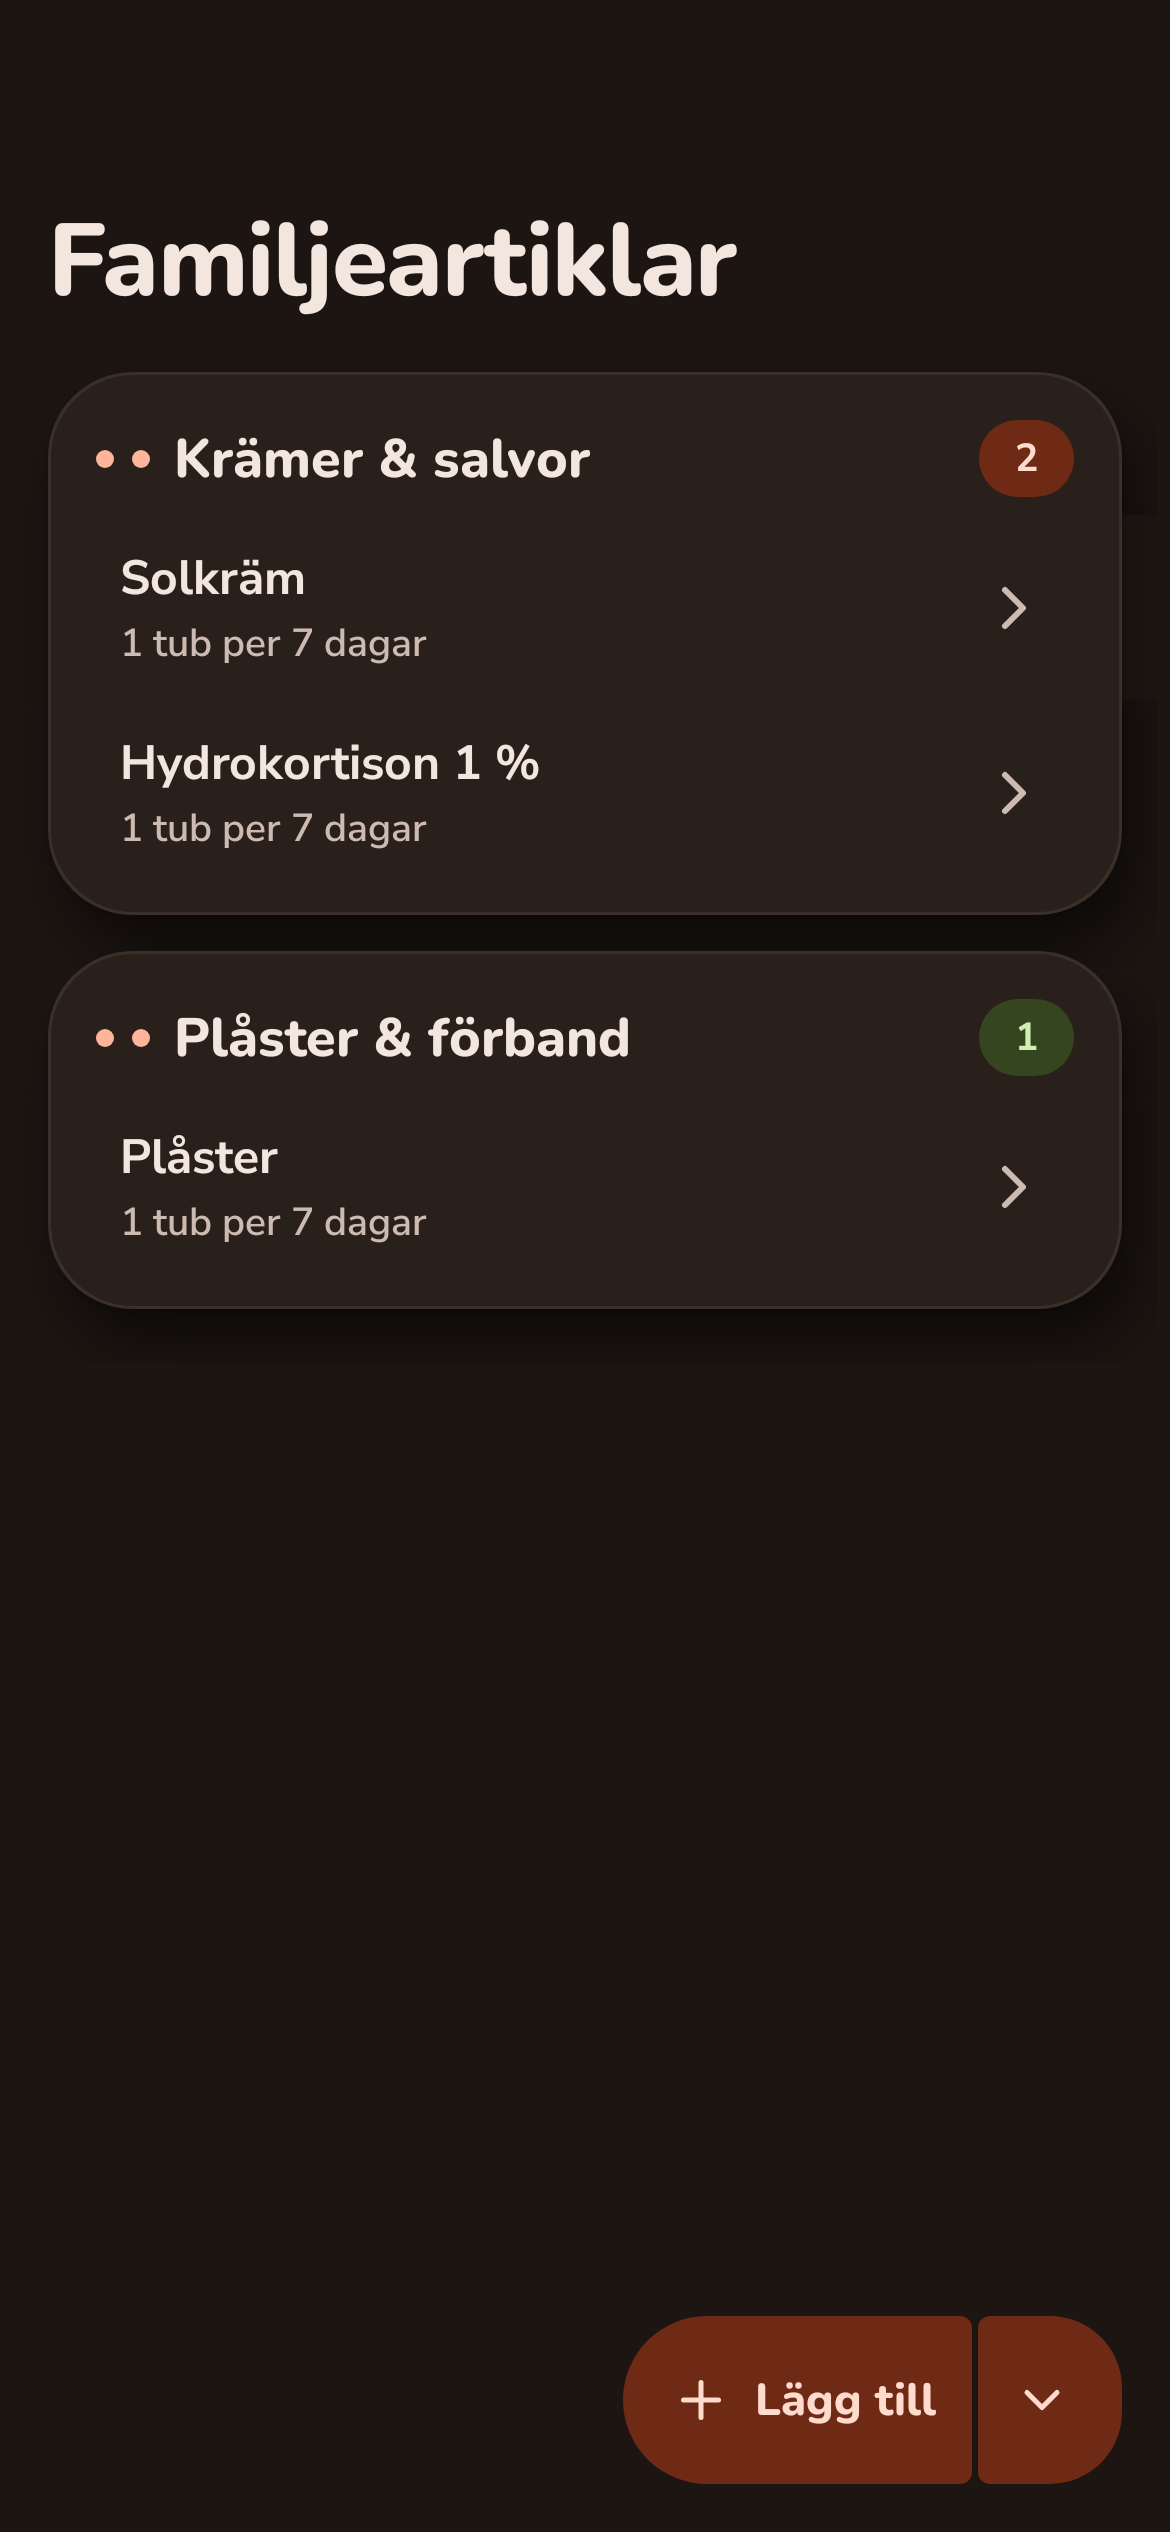 Familjeartiklar
Krämer & salvor
2
Solkräm
1 tub per 7 dagar
Hydrokortison 1 %
1 tub per 7 dagar
Plåster & förband
1
Plåster
1 tub per 7 dagar
Lägg till